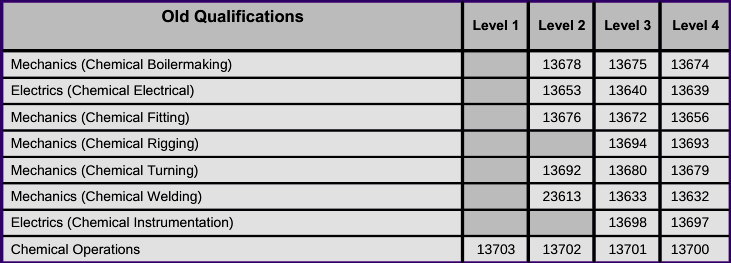 Old Qualifications Level 1 Level 2 Level 3 Level 4
Mechanics (Chemical Boilermaking) 13678 13675 13674
Electrics (Chemical Electrical) 13653 13640 13639
Mechanics (Chemical Fitting) 13676 13672 13656
Mechanics (Chemical Rigging) 13694 13693
Mechanics (Chemical Turning) 13692 13680 13679
Mechanics (Chemical Welding) 23613 13633 13632
Electrics (Chemical Instrumentation) 13698 13697
Chemical Operations 13703 13702 13701 13700